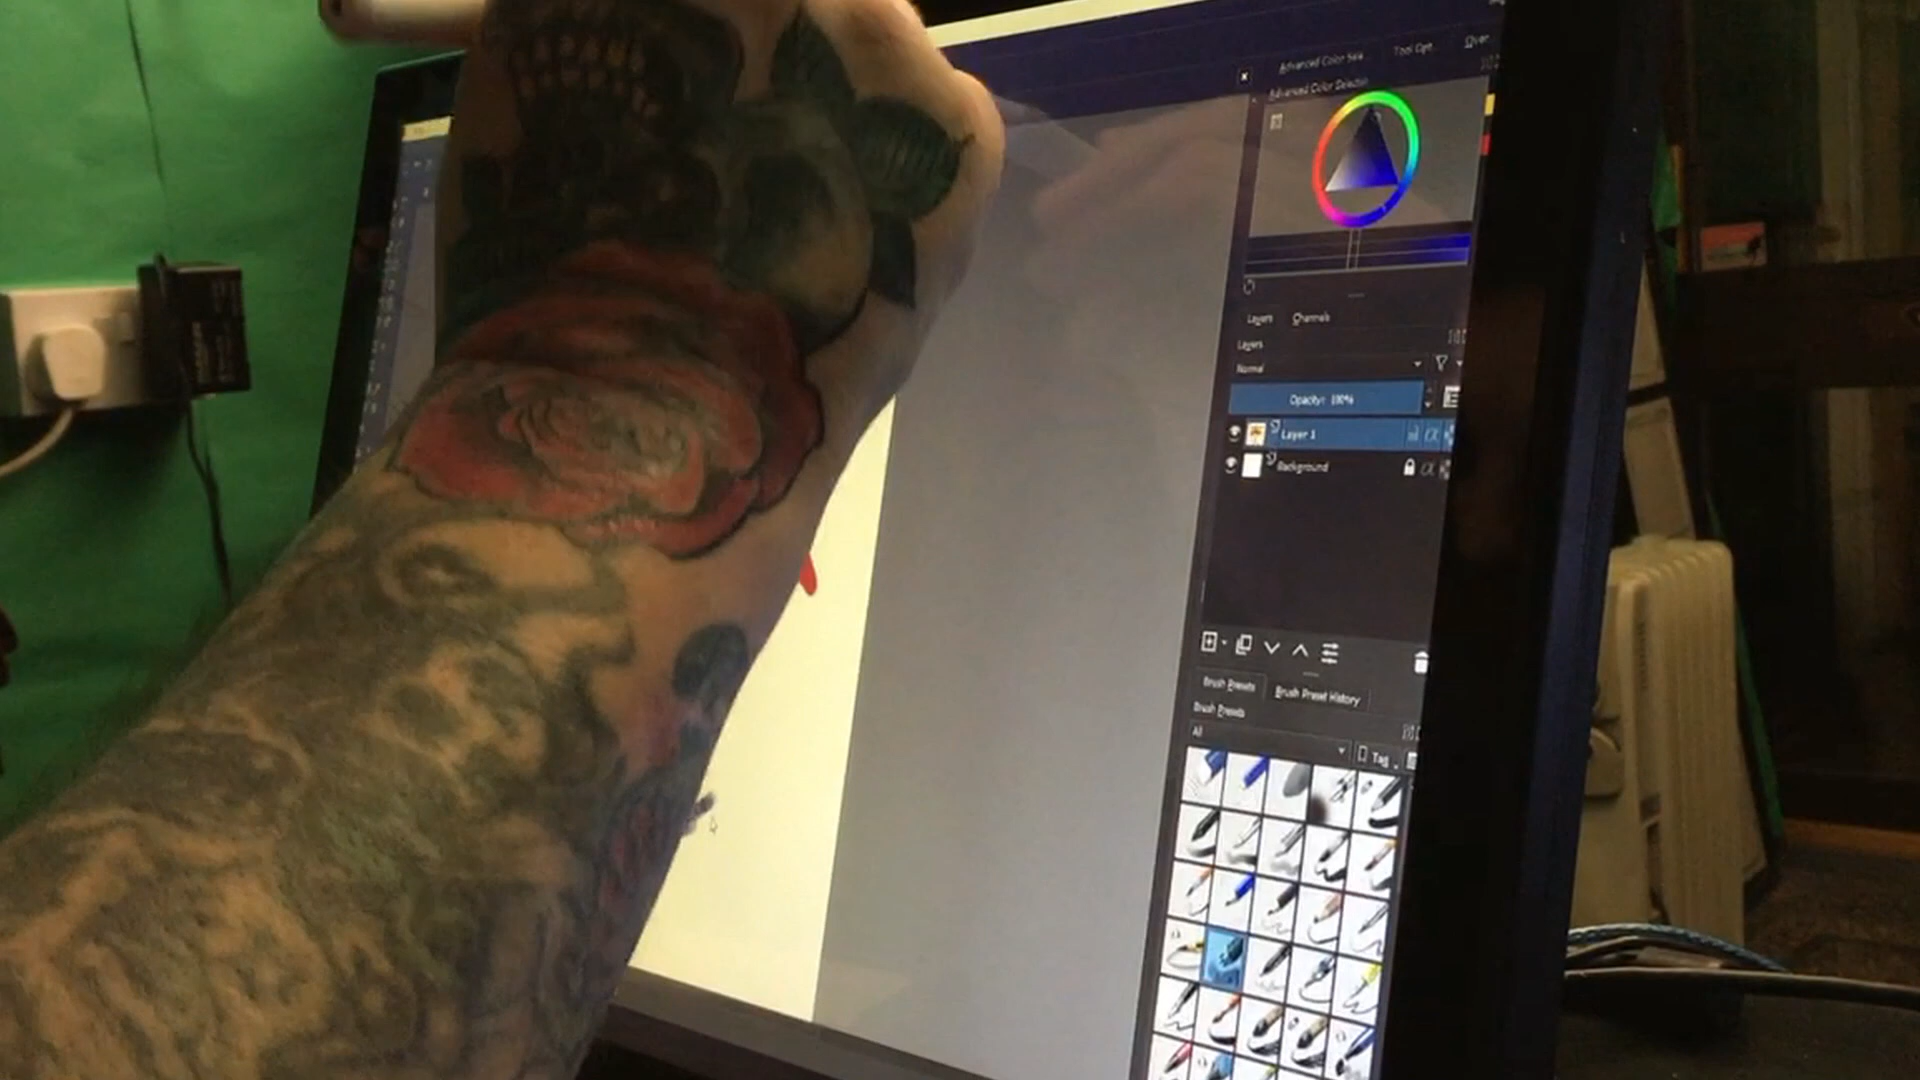 Advanced Color Sele...
Tool Opt...
Over...
Advanced Color Selector
Layers
Channels
Layers
Normal
Opacity: 100%
Layer 1
Background
Brush Presets
Brush Preset History
Brush Presets
All
Tag